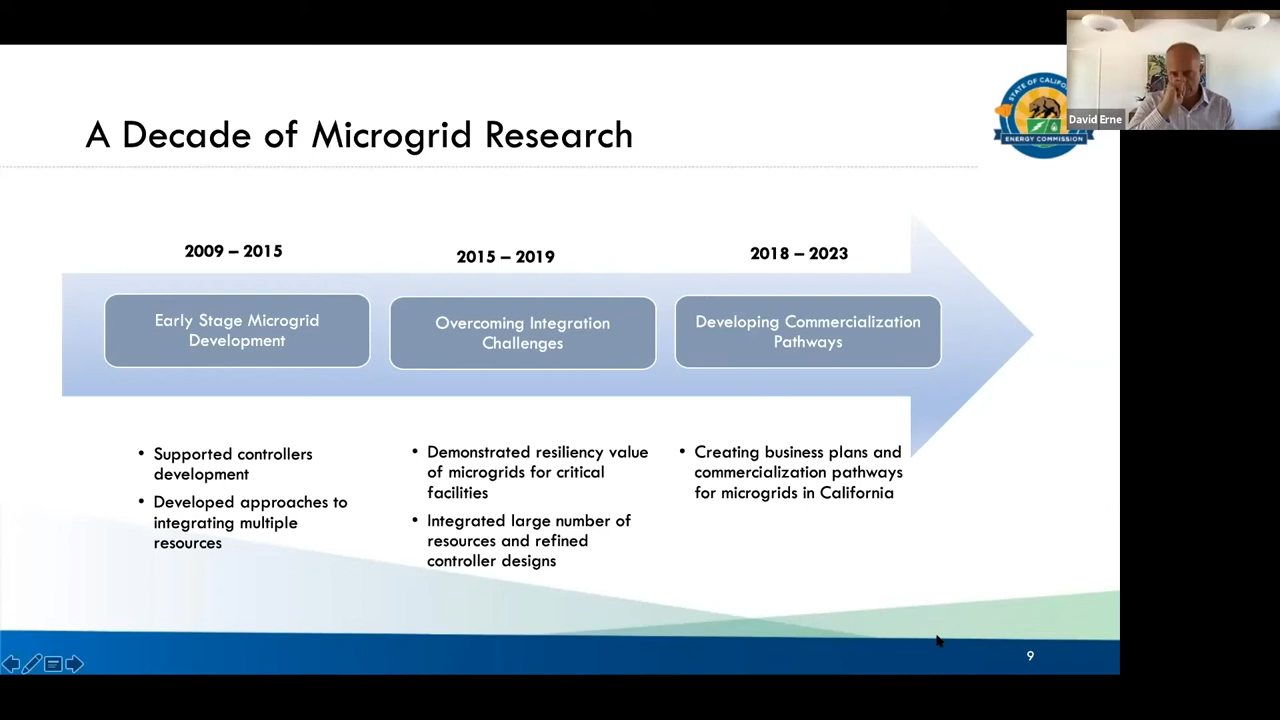 A Decade of Microgrid Research
STATE OF CALIFO
ENERGY COMMISSION
David Erne
2009 – 2015
2015 – 2019
2018 – 2023
Early Stage Microgrid
Development
Overcoming Integration
Challenges
Developing Commercialization
Pathways
• Supported controllers
development
• Developed approaches to
integrating multiple
resources
• Demonstrated resiliency value
of microgrids for critical
facilities
• Integrated large number of
resources and refined
controller designs
• Creating business plans and
commercialization pathways
for microgrids in California
9